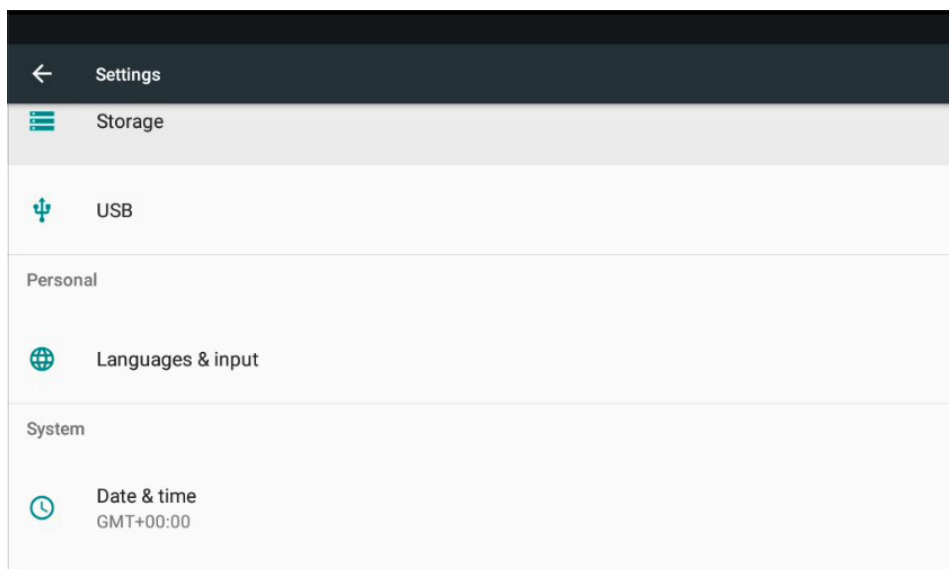 Settings
Storage
USB
Personal
Languages & input
System
Date & time
GMT+00:00